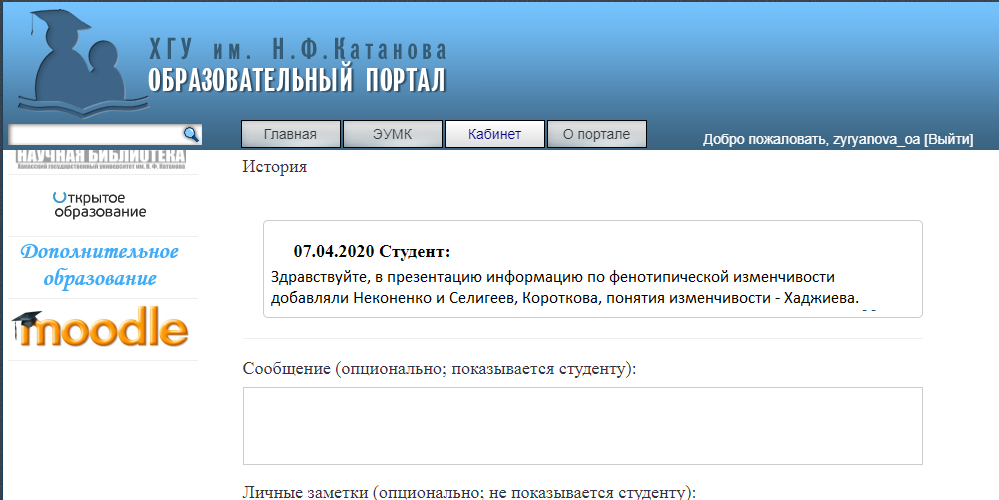 ХГУ им. Н.Ф.Катанова
ОБРАЗОВАТЕЛЬНЫЙ ПОРТАЛ
Главная
ЭУМК
Кабинет
О портале
Добро пожаловать, zyryanova_oa [Выйти]
НАУЧНАЯ БИБЛИОТЕКА
Открытое
образование
Дополнительное
образование
moodle
История
07.04.2020 Студент:
Здравствуйте, в презентацию информацию по фенотипической изменчивости
добавляли Неконенко и Селигеев, Короткова, понятия изменчивости - Хаджиева.
Сообщение (опционально; показывается студенту):
Личные заметки (опционально; не показывается студенту):